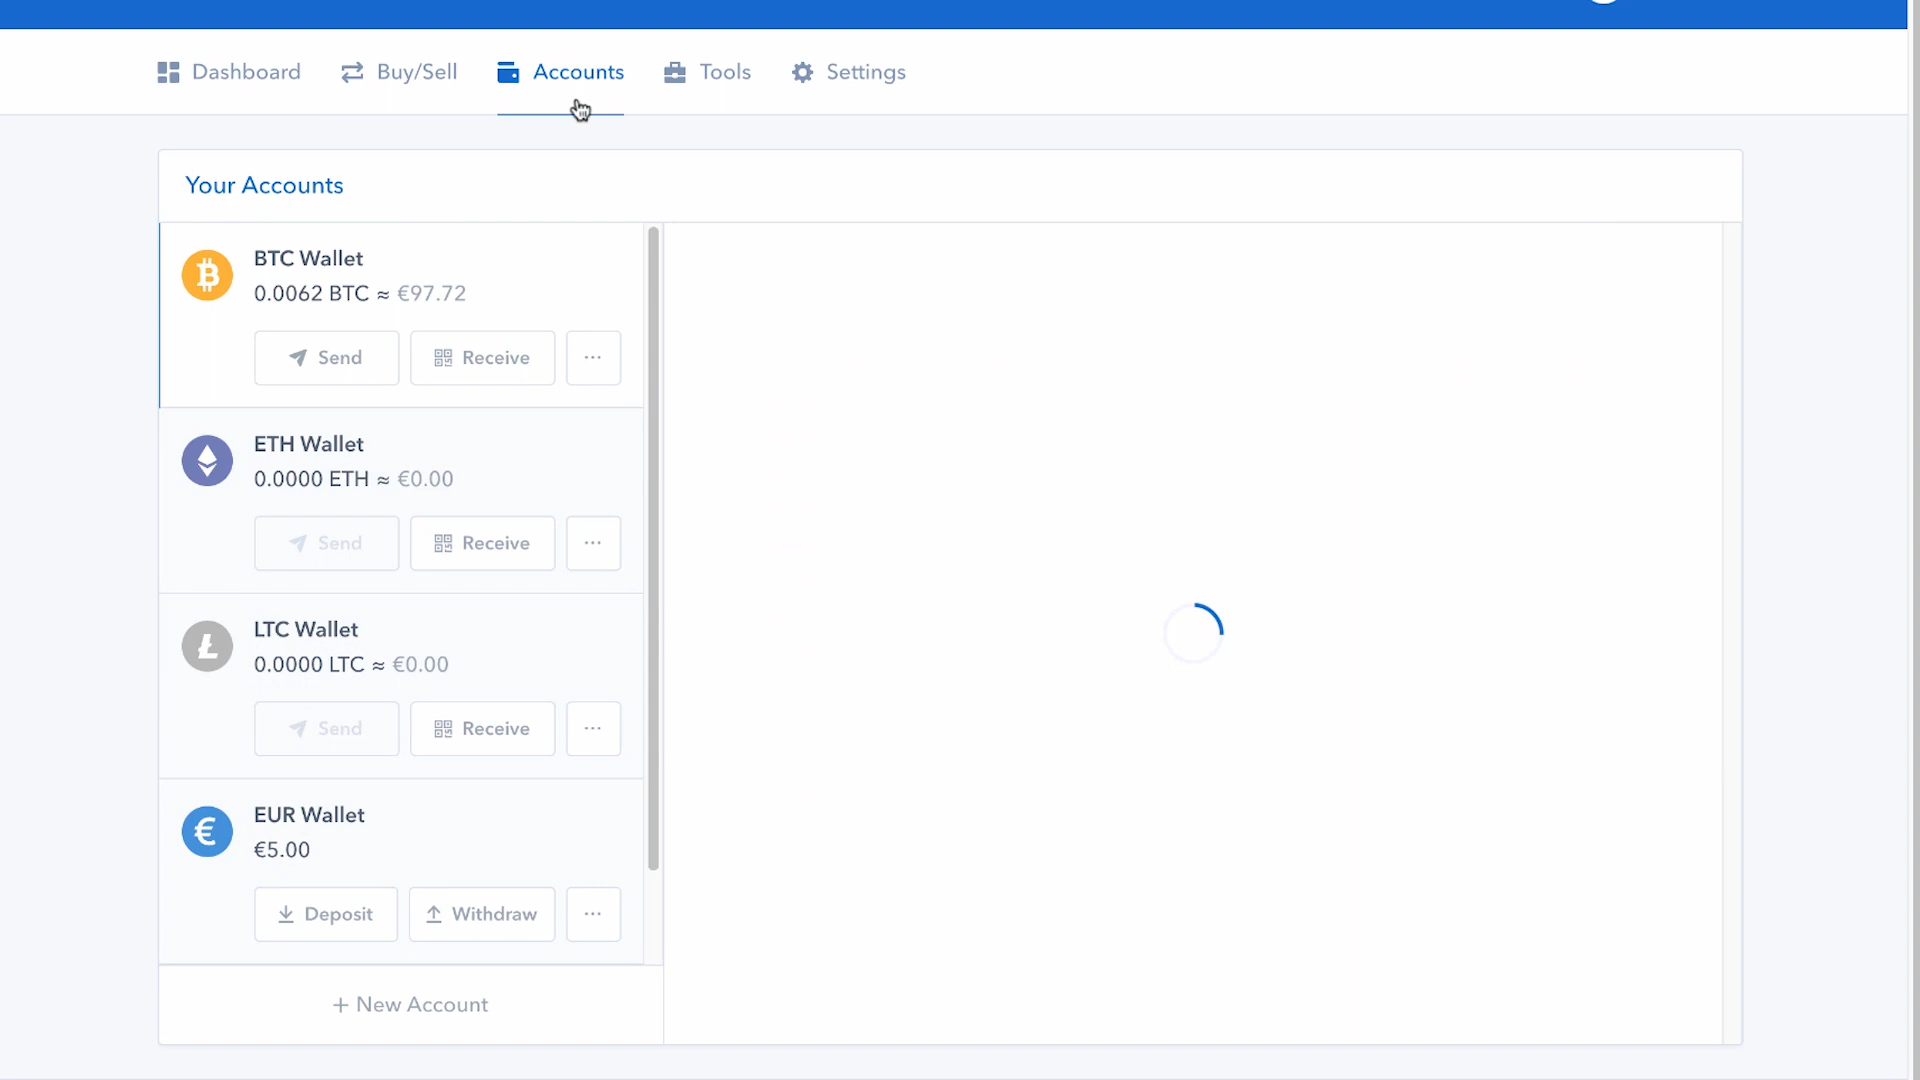 Dashboard
Buy/Sell
Accounts
Tools
Settings
Your Accounts
BTC Wallet
0.0062 BTC ≈ €97.72
Send
Receive
...
ETH Wallet
0.0000 ETH ≈ €0.00
Send
Receive
...
LTC Wallet
0.0000 LTC ≈ €0.00
Send
Receive
...
EUR Wallet
€5.00
Deposit
Withdraw
...
+ New Account